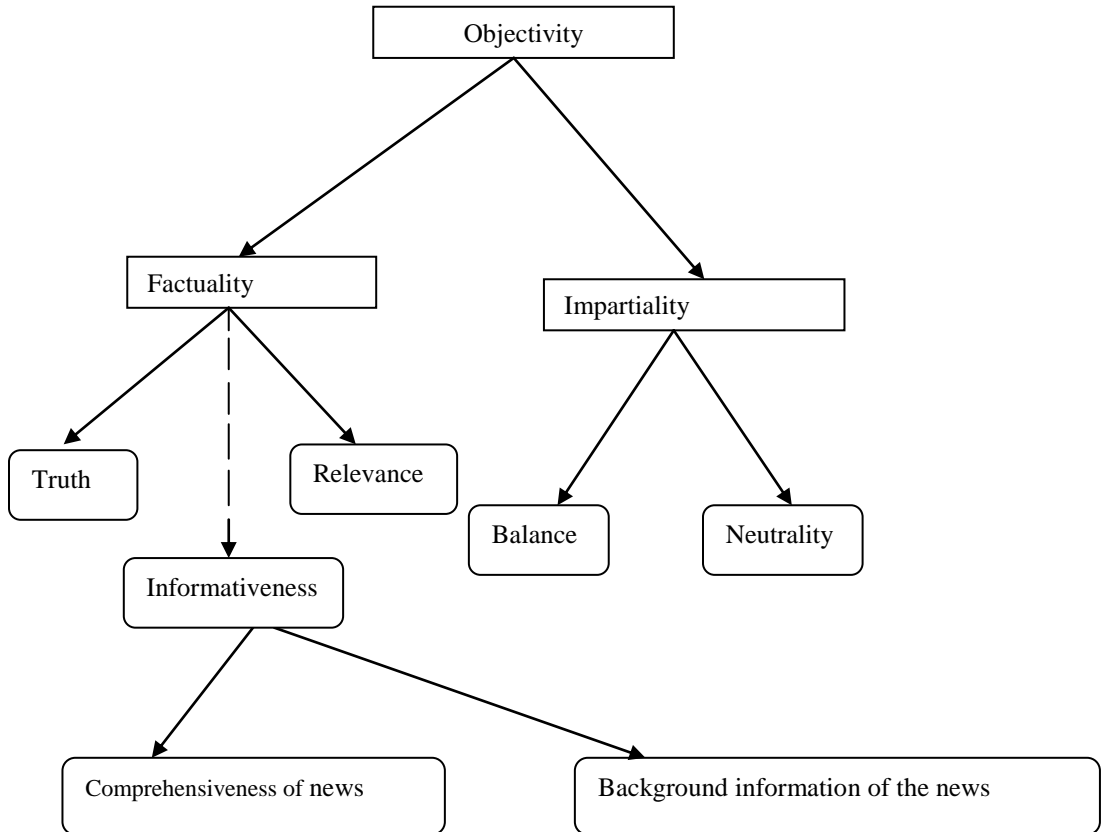 Objectivity
Factuality
Impartiality
Truth
Relevance
Balance
Neutrality
Informativeness
Comprehensiveness of news
Background information of the news